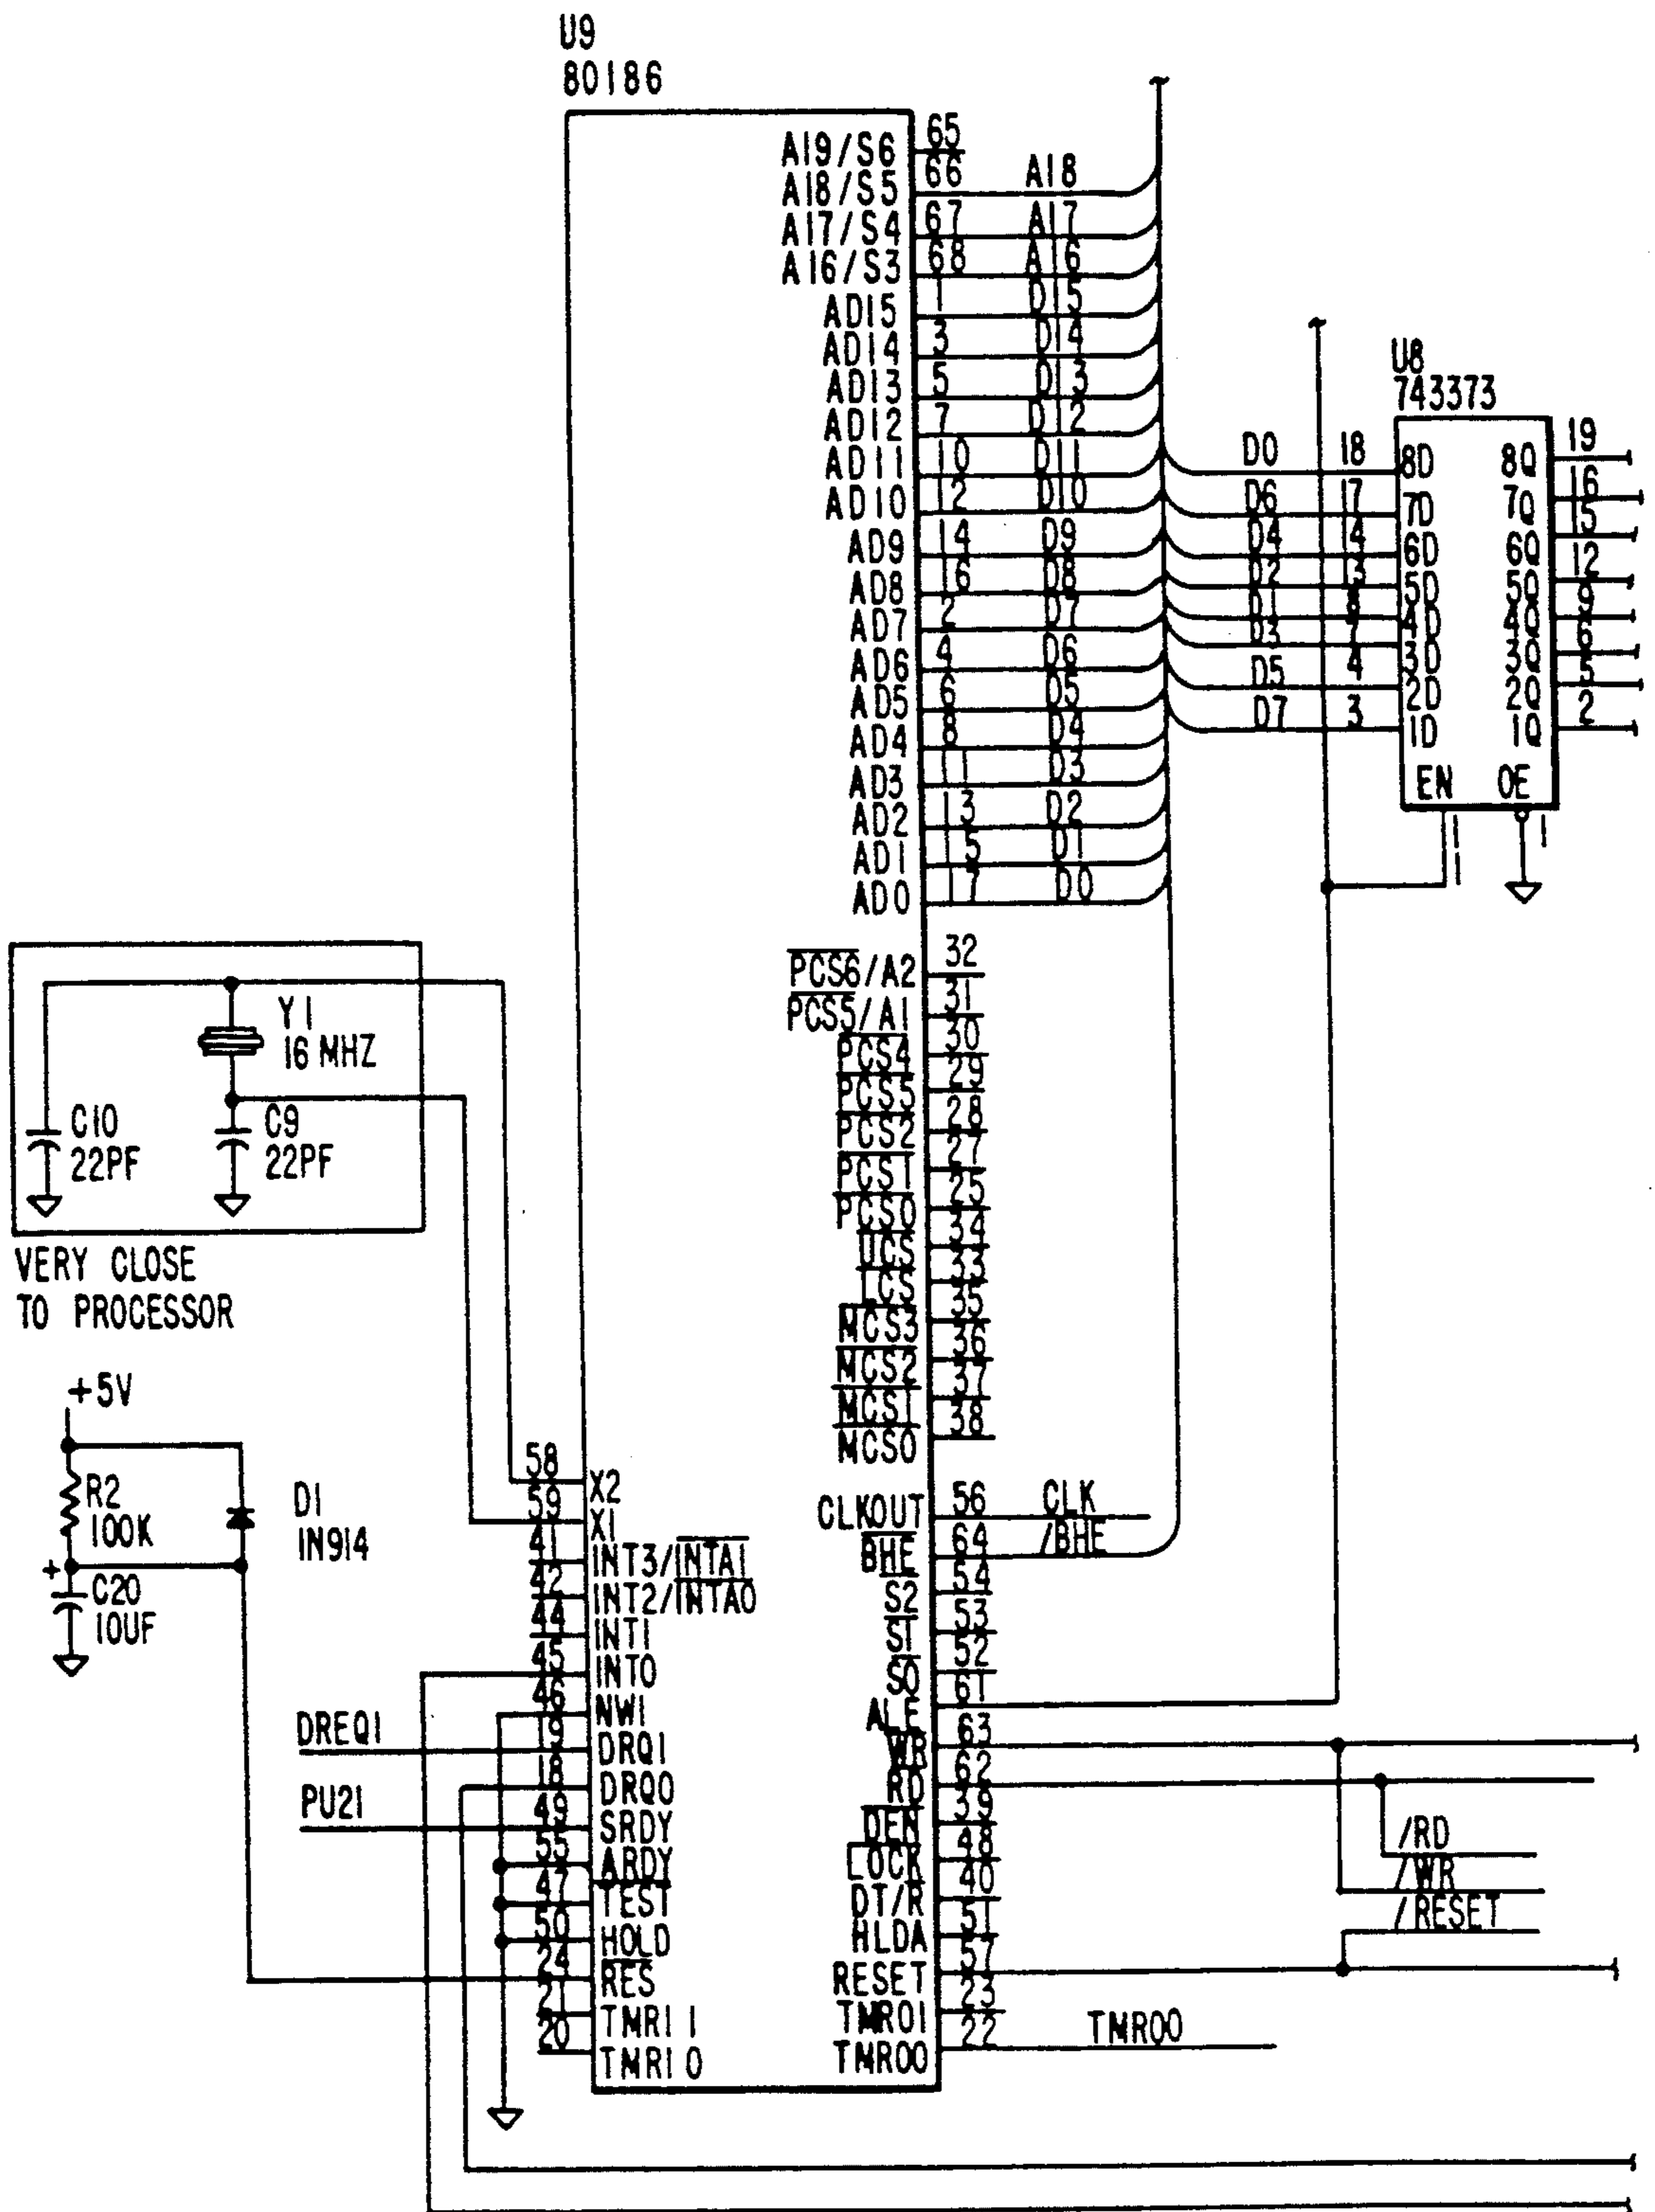 U9
80186
A19/S6 65
A18/S5 66 A18
A17/S4 67 A17
A16/S3 68 A16
AD15 1 D15
AD14 3 D14
AD13 5 D13
AD12 7 D12
AD11 10 D11
AD10 12 D10
AD9 14 D9
AD8 16 D8
AD7 2 D7
AD6 4 D6
AD5 6 D5
AD4 8 D4
AD3 11 D3
AD2 13 D2
AD1 15 D1
AD0 17 D0
U8
743373
D0 18 8D 8Q 19
D6 17 7D 7Q 16
D4 14 6D 6Q 15
D2 13 5D 5Q 12
D1 8 4D 4Q 9
D3 7 3D 3Q 6
D5 4 2D 2Q 5
D7 3 1D 1Q 2
EN OE
11 1
PCS6/A2 32
PCS5/A1 31
PCS4 30
PCS5 29
PCS2 28
PCS1 27
PCS0 25
UCS 34
LCS 33
MCS3 35
MCS2 36
MCS1 37
MCS0 38
Y1
16 MHZ
C10
22PF
C9
22PF
VERY CLOSE
TO PROCESSOR
+5V
R2
100K
D1
IN914
+
C20
10UF
58 X2
59 X1
41 INT3/INTA1
42 INT2/INTA0
44 INT1
45 INT0
46 NW1
DREQ1 19 DRQ1
18 DRQ0
PU21 49 SRDY
55 ARDY
47 TEST
50 HOLD
24 RES
21 TMRI1
20 TMRI0
CLKOUT 56 CLK
BHE 64 /BHE
S2 54
S1 53
S0 52
ALE 61
WR 63
RD 62
DEN 39
LOCK 48
DT/R 40
HLDA 51
RESET 57
TMR01 23
TMR00 22 TMR00
/RD
/WR
/RESET